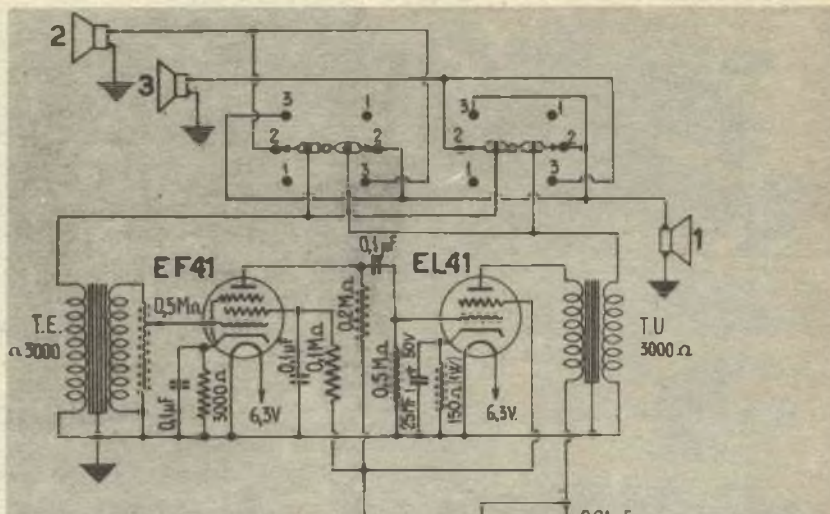 2
3
3 1 3 1
2 2 2 2
1 3 1 3
1
0,1µF
EF41 EL41
0,5MΩ
0,2MΩ
T.E.
Ω 3000
T.U
3000 Ω
0,1µF
3000Ω
6,3V
0,1µF
0,1MΩ
0,5MΩ
25MF 50V
150Ω (1W)
6,3V.